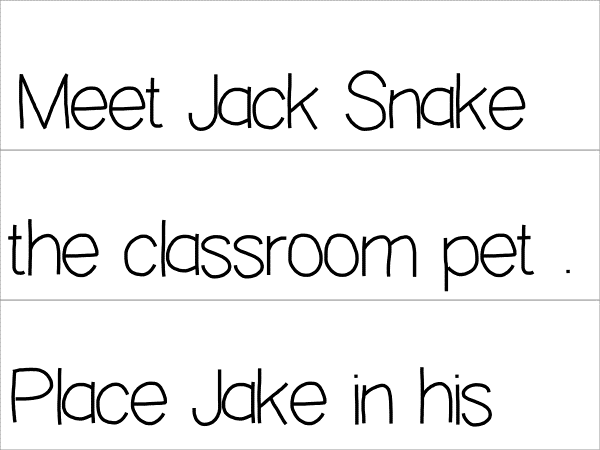 Meet Jack Snake
the classroom pet .
Place Jake in his